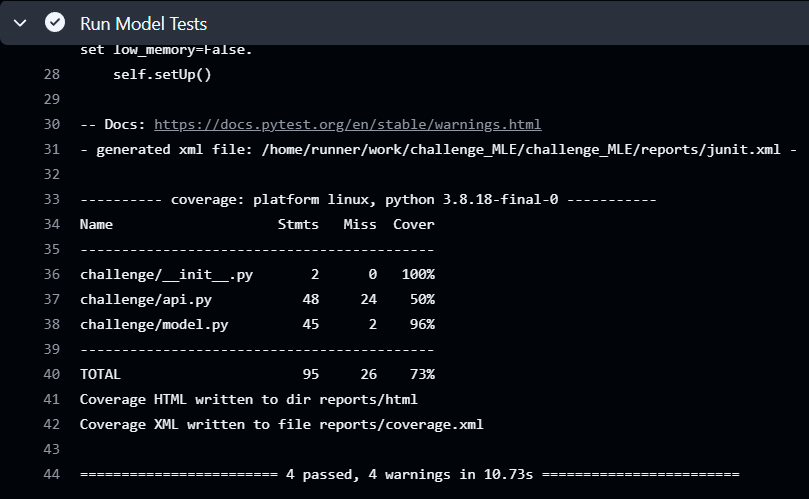 Run Model Tests
set low_memory=False.
28 self.setUp()
29
30 -- Docs: https://docs.pytest.org/en/stable/warnings.html
31 - generated xml file: /home/runner/work/challenge_MLE/challenge_MLE/reports/junit.xml -
32
33 ---------- coverage: platform linux, python 3.8.18-final-0 -----------
34 Name Stmts Miss Cover
35 -------------------------------------------
36 challenge/__init__.py 2 0 100%
37 challenge/api.py 48 24 50%
38 challenge/model.py 45 2 96%
39 -------------------------------------------
40 TOTAL 95 26 73%
41 Coverage HTML written to dir reports/html
42 Coverage XML written to file reports/coverage.xml
43
44 ======================== 4 passed, 4 warnings in 10.73s ========================